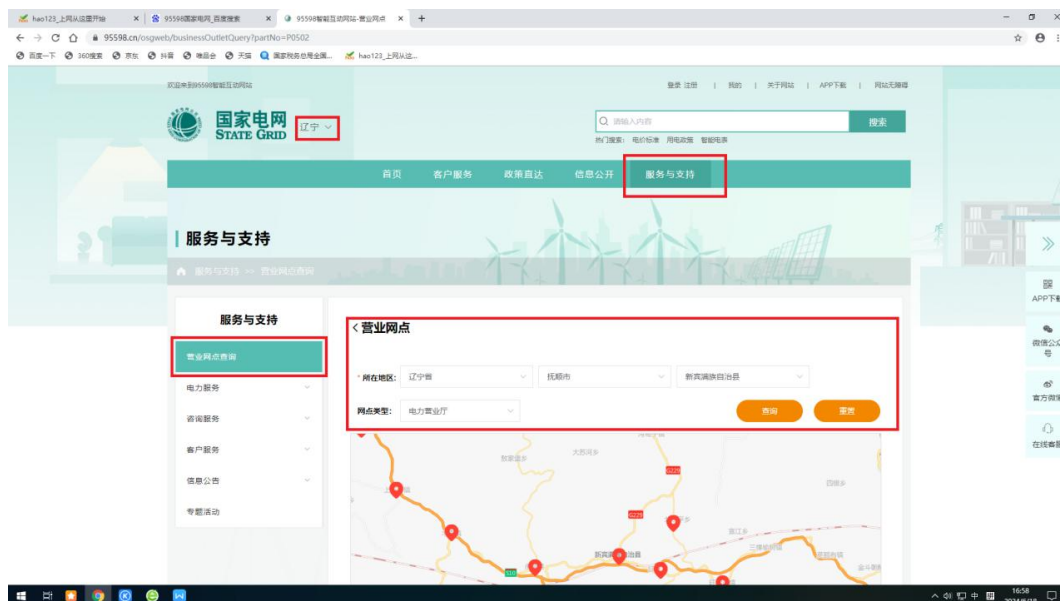 hao123_上网从这里开始
95598国家电网_百度搜索
95598智能互动网站-营业网点
95598.cn/osgweb/businessOutletQuery?partNo=P0502
百度一下
360搜索
京东
抖音
唯品会
天猫
国家税务总局全国...
hao123_上网从这...
欢迎来到95598智能互动网站
登录 注册 | 我的 | 关于网站 | APP下载 | 网站无障碍
国家电网
STATE GRID
辽宁
请输入内容
搜索
热门搜索: 电价标准 用电政策 智能电表
首页 客户服务 政策直达 信息公开 服务与支持
服务与支持
服务与支持 >> 营业网点查询
APP下载
微信公众号
官方微博
在线客服
服务与支持
营业网点查询
电力服务
咨询服务
客户服务
信息公告
专题活动
营业网点
* 所在地区: 辽宁省 抚顺市 新宾满族自治县
网点类型: 电力营业厅
查询 重置
大苏河乡
G229
四道乡
G229
16:58